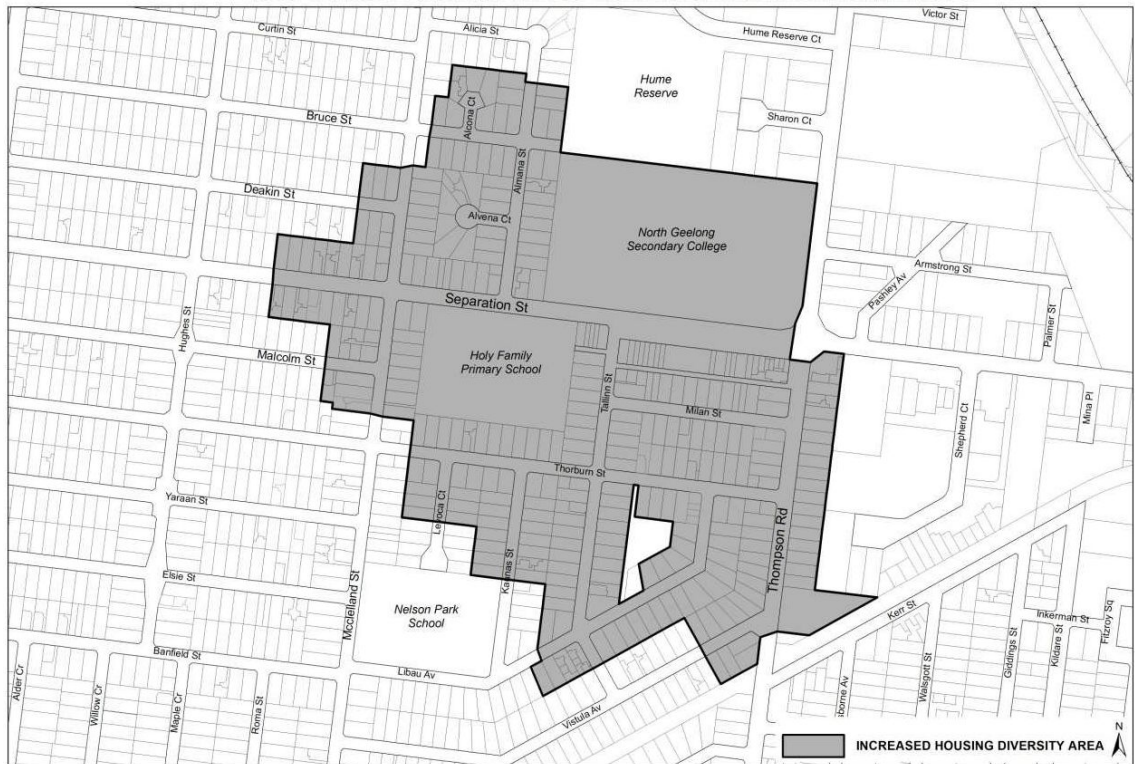 Victor St
Curtin St
Alicia St
Hume Reserve Ct
Hume
Reserve
Alcona Ct
Sharon Ct
Bruce St
Almana St
Deakin St
Alvena Ct
North Geelong
Secondary College
Armstrong St
Pashley Av
Palmer St
Separation St
Hughes St
Malcolm St
Holy Family
Primary School
Tallinn St
Milan St
Shepherd Ct
Mina Pl
Thorburn St
Yaraan St
Levoca Ct
Thompson Rd
Elsie St
Kaunas St
Mcclelland St
Nelson Park
School
Kerr St
Inkerman St
Fitzroy Sq
Banfield St
Libau Av
Giddings St
Kildare St
Walsgott St
Alder Cr
Willow Cr
Maple Cr
Roma St
Vistula Av
N
INCREASED HOUSING DIVERSITY AREA